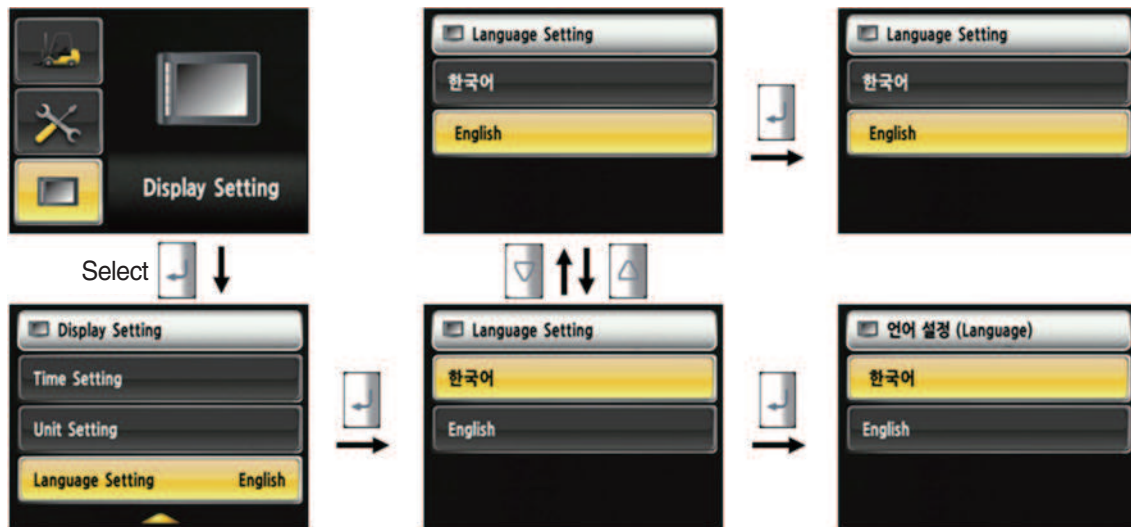 Display Setting
Select
Display Setting
Time Setting
Unit Setting
Language Setting English
Language Setting
한국어
English
Language Setting
한국어
English
Language Setting
한국어
English
언어 설정 (Language)
한국어
English